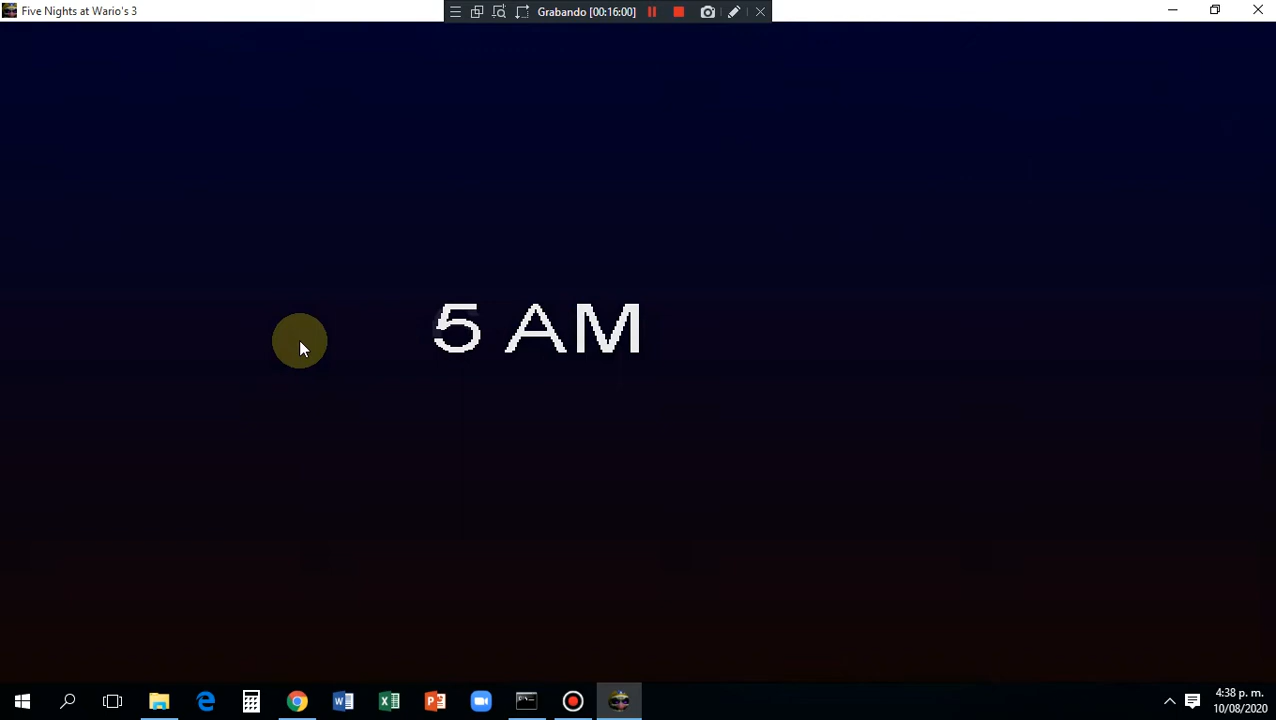 Five Nights at Wario's 3
Grabando [00:16:00]
5 AM
4:38 p. m.
10/08/2020